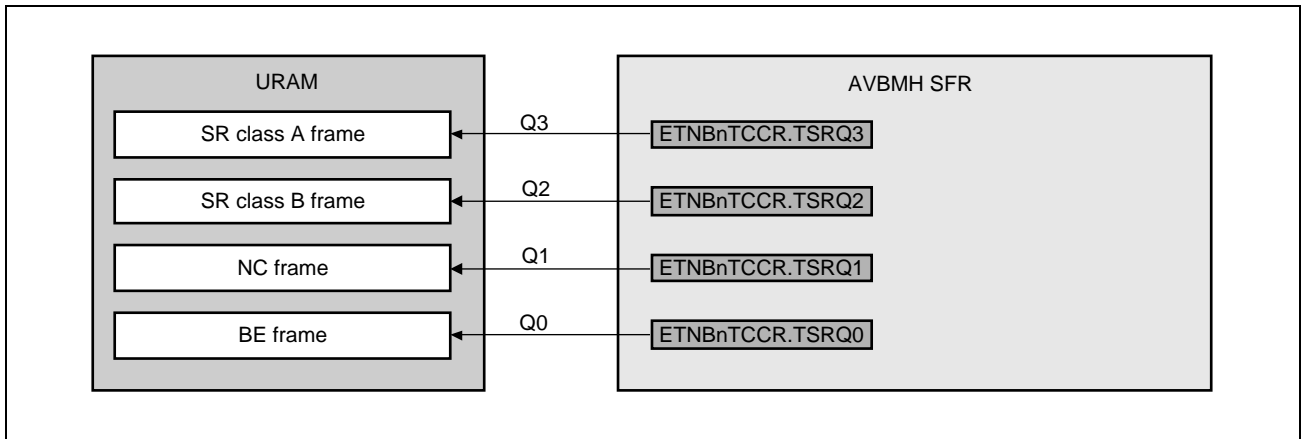 URAM
AVBMH SFR
SR class A frame
Q3
ETNBnTCCR.TSRQ3
SR class B frame
Q2
ETNBnTCCR.TSRQ2
NC frame
Q1
ETNBnTCCR.TSRQ1
BE frame
Q0
ETNBnTCCR.TSRQ0